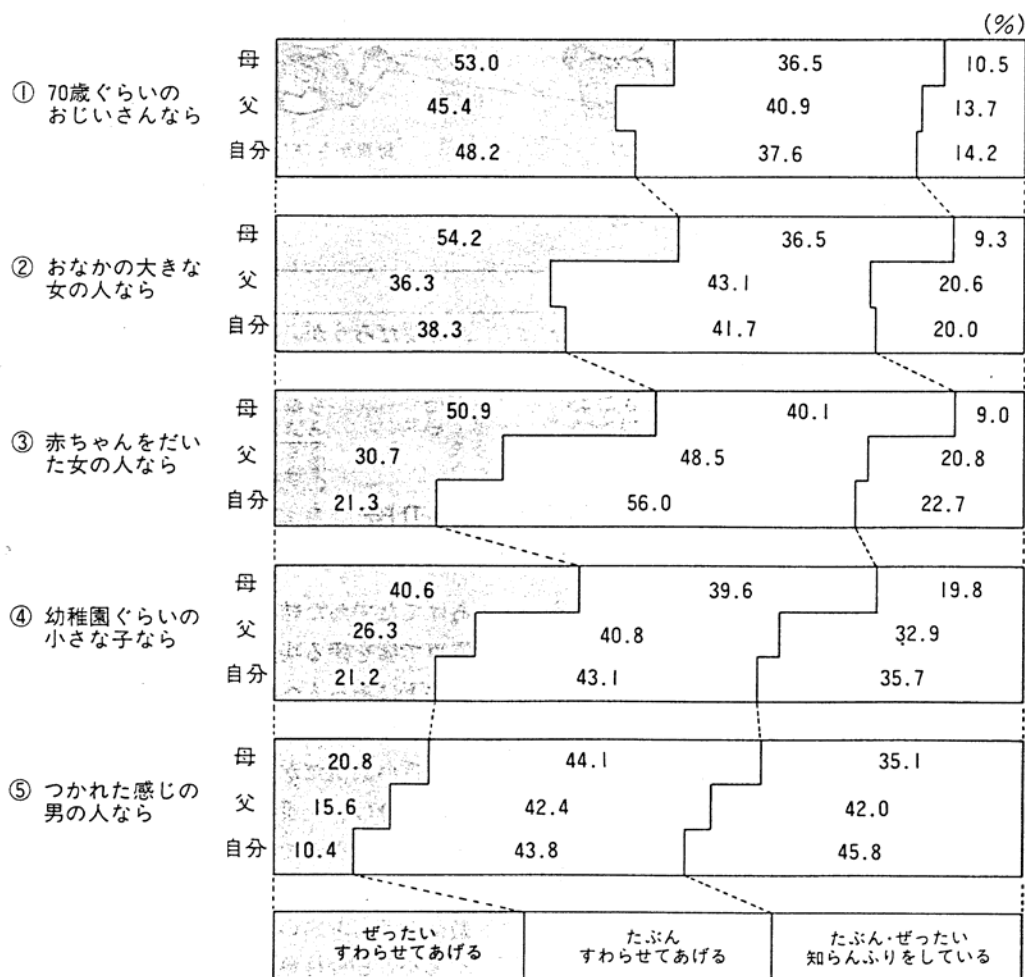 (%)
① 70歳ぐらいの
おじいさんなら
母 53.0 36.5 10.5
父 45.4 40.9 13.7
自分 48.2 37.6 14.2
② おなかの大きな
女の人なら
母 54.2 36.5 9.3
父 36.3 43.1 20.6
自分 38.3 41.7 20.0
③ 赤ちゃんをだい
た女の人なら
母 50.9 40.1 9.0
父 30.7 48.5 20.8
自分 21.3 56.0 22.7
④ 幼稚園ぐらいの
小さな子なら
母 40.6 39.6 19.8
父 26.3 40.8 32.9
自分 21.2 43.1 35.7
⑤ つかれた感じの
男の人なら
母 20.8 44.1 35.1
父 15.6 42.4 42.0
自分 10.4 43.8 45.8
ぜったい
すわらせてあげる
たぶん
すわらせてあげる
たぶん・ぜったい
知らんふりをしている